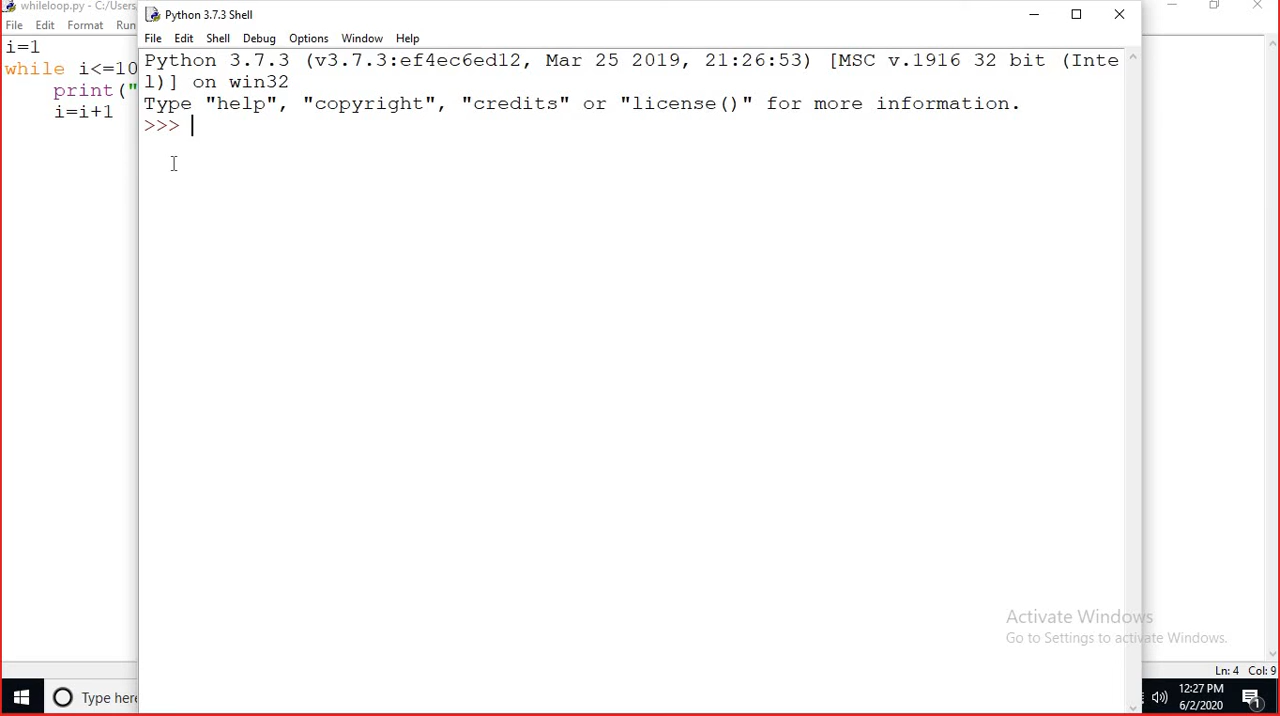 whileloop.py - C:/Users/
File Edit Format Run
i=1
while i<=10
print("
i=i+1
Python 3.7.3 Shell
File Edit Shell Debug Options Window Help
Python 3.7.3 (v3.7.3:ef4ec6ed12, Mar 25 2019, 21:26:53) [MSC v.1916 32 bit (Inte
l)] on win32
Type "help", "copyright", "credits" or "license()" for more information.
>>>
Activate Windows
Go to Settings to activate Windows.
Ln: 4 Col: 9
Type here
12:27 PM
6/2/2020
1